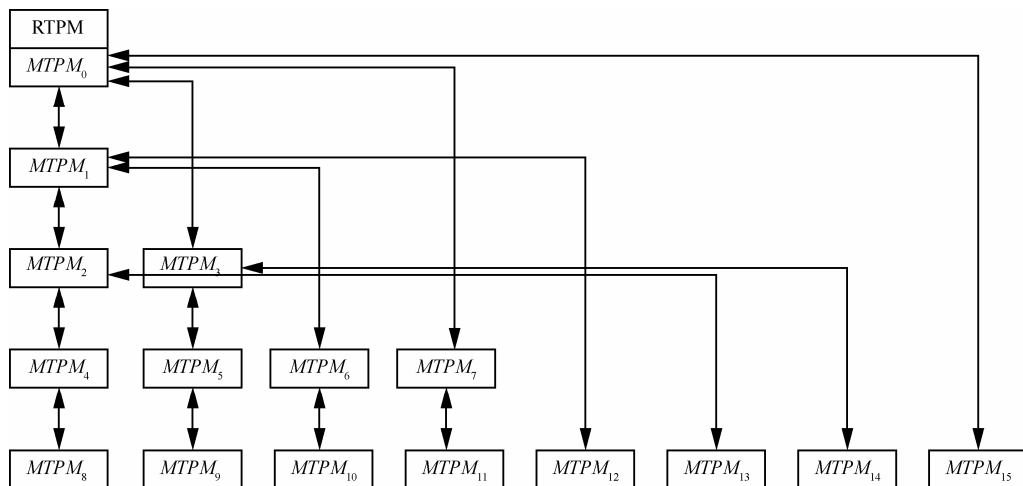 RTPM
MTPM₀
MTPM₁
MTPM₂ MTPM₃
MTPM₄ MTPM₅ MTPM₆ MTPM₇
MTPM₈ MTPM₉ MTPM₁₀ MTPM₁₁ MTPM₁₂ MTPM₁₃ MTPM₁₄ MTPM₁₅